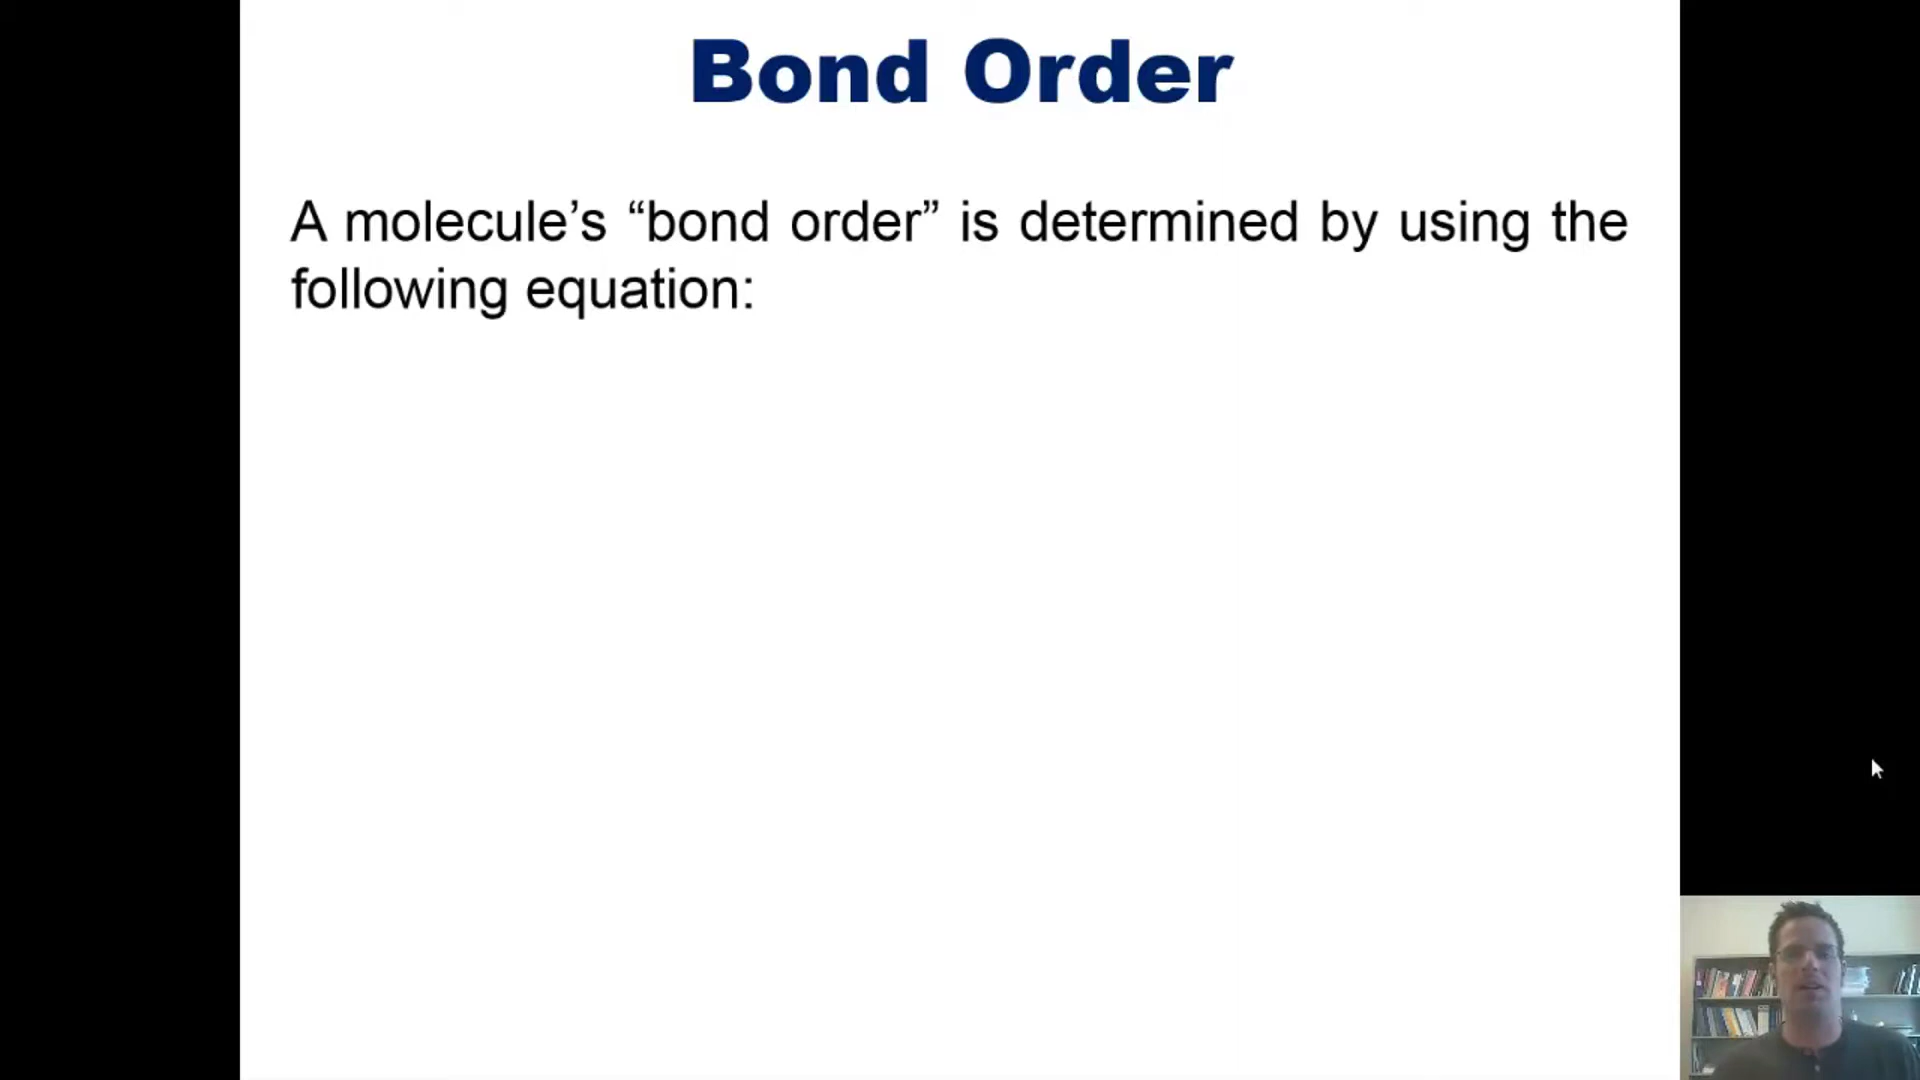 Bond Order
A molecule’s “bond order” is determined by using the
following equation: